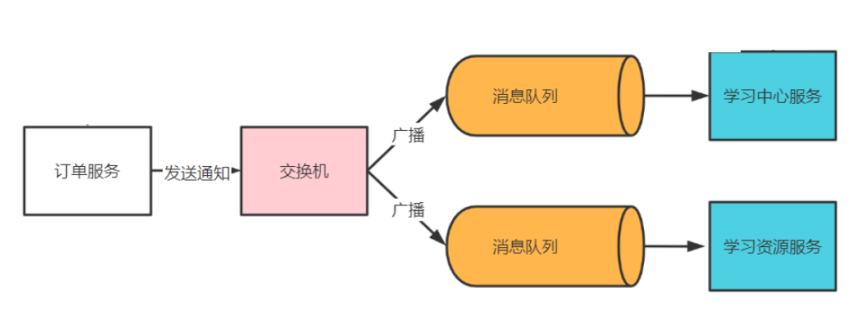 订单服务
发送通知
交换机
广播
广播
消息队列
消息队列
学习中心服务
学习资源服务